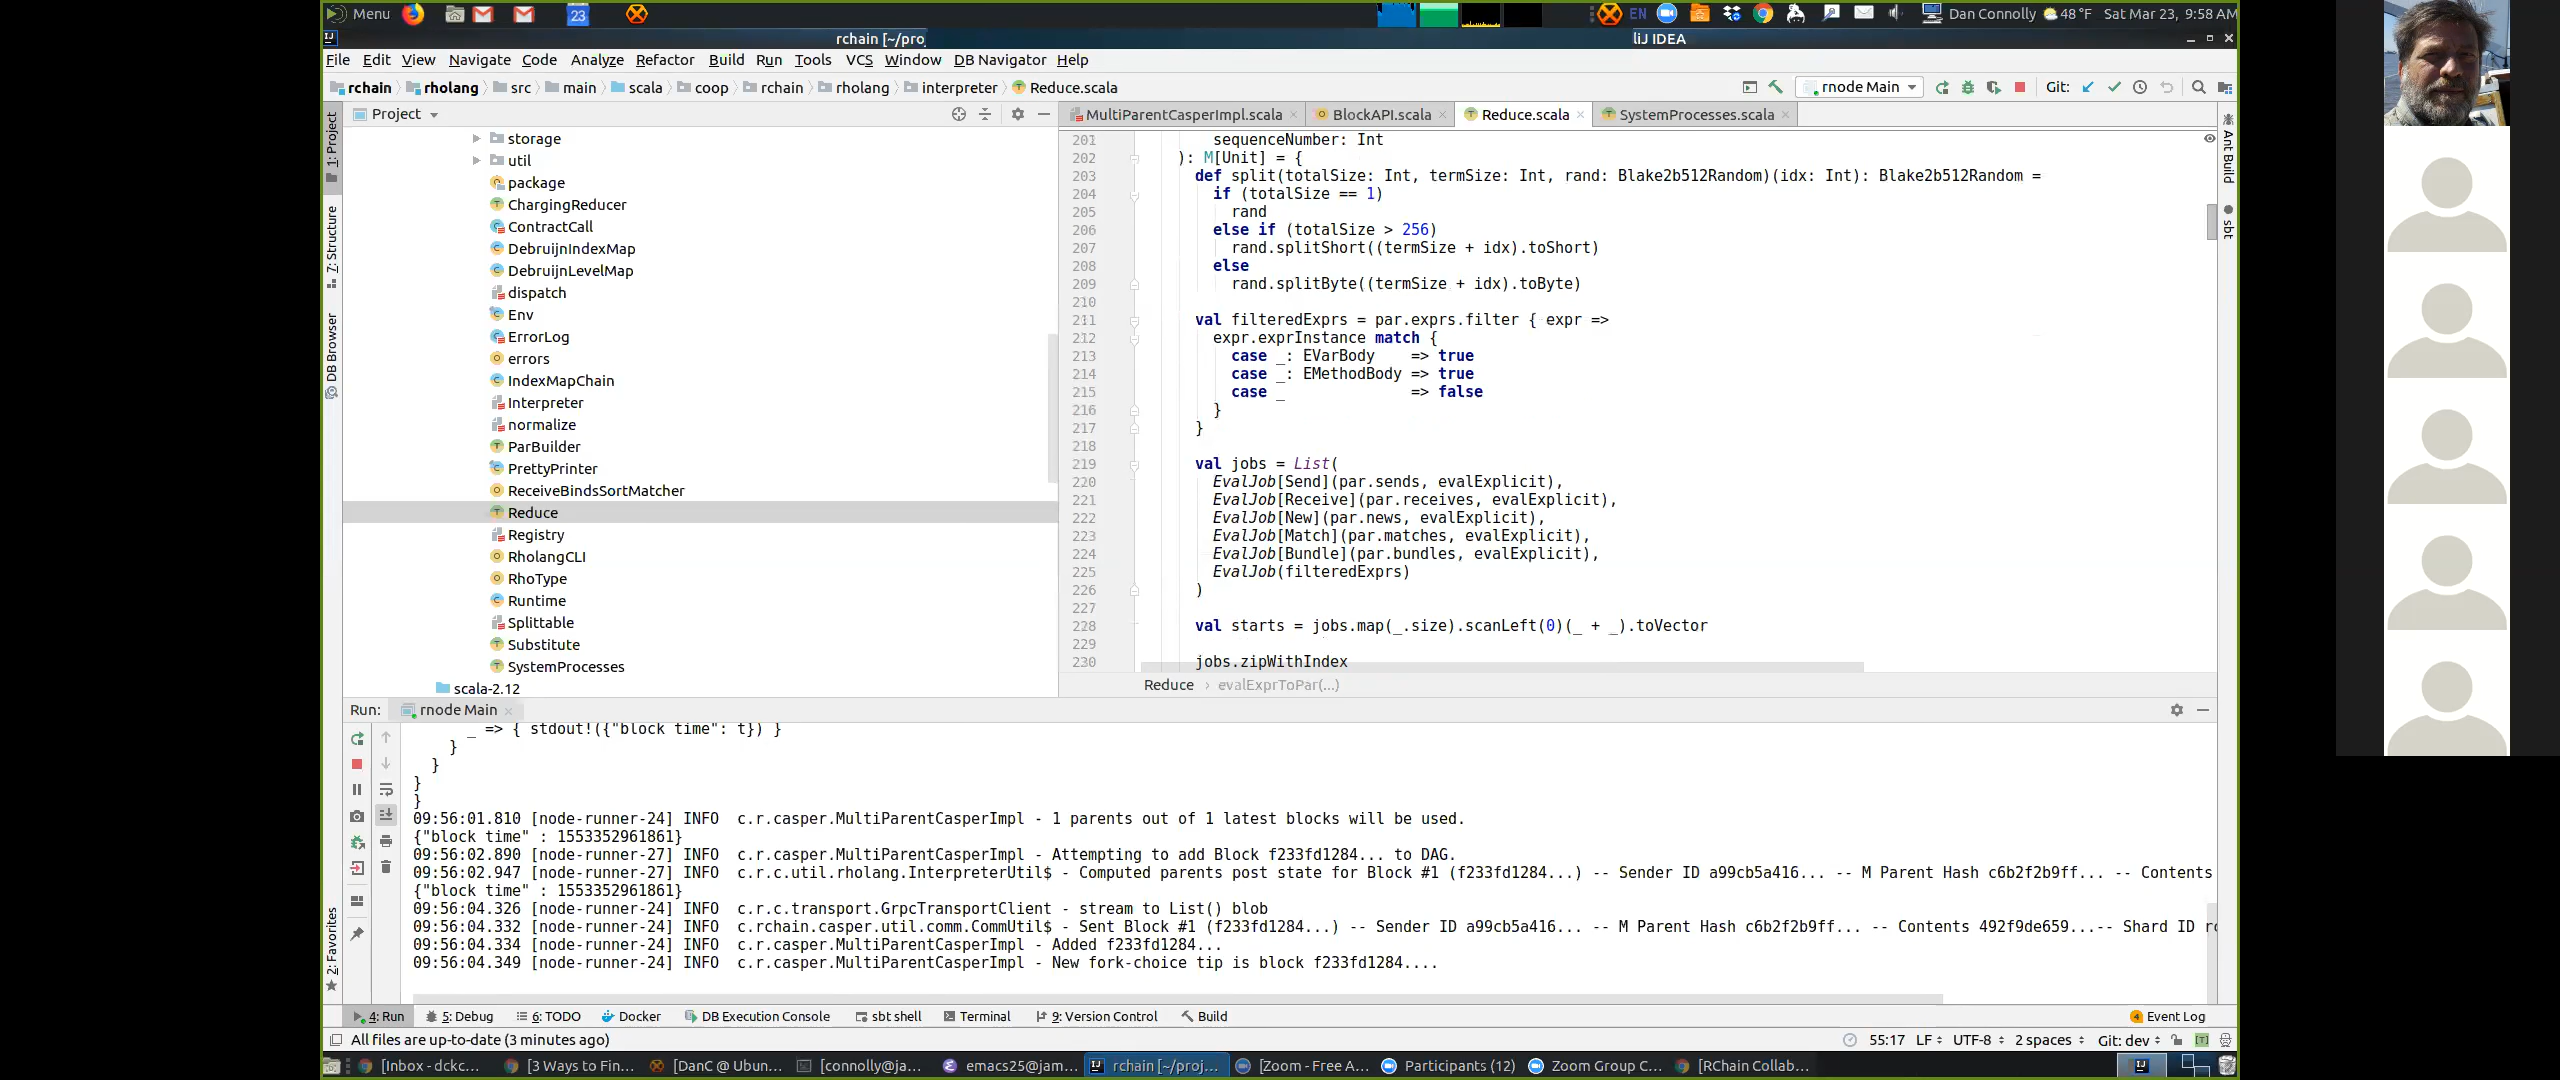 Menu
23
EN
Dan Connolly
48 °F
Sat Mar 23, 9:58 AM
rchain [~/pro
liJ IDEA
File Edit View Navigate Code Analyze Refactor Build Run Tools VCS Window DB Navigator Help
rchain rholang src main scala coop rchain rholang interpreter Reduce.scala
rnode Main
Git:
1: Project
7: Structure
DB Browser
2: Favorites
Project
storage
util
package
ChargingReducer
ContractCall
DebruijnIndexMap
DebruijnLevelMap
dispatch
Env
ErrorLog
errors
IndexMapChain
Interpreter
normalize
ParBuilder
PrettyPrinter
ReceiveBindsSortMatcher
Reduce
Registry
RholangCLI
RhoType
Runtime
Splittable
Substitute
SystemProcesses
scala-2.12
MultiParentCasperImpl.scala BlockAPI.scala Reduce.scala SystemProcesses.scala
201 sequenceNumber: Int
202 ): M[Unit] = {
203 def split(totalSize: Int, termSize: Int, rand: Blake2b512Random)(idx: Int): Blake2b512Random =
204 if (totalSize == 1)
205 rand
206 else if (totalSize > 256)
207 rand.splitShort((termSize + idx).toShort)
208 else
209 rand.splitByte((termSize + idx).toByte)
210
211 val filteredExprs = par.exprs.filter { expr =>
212 expr.exprInstance match {
213 case _: EVarBody => true
214 case _: EMethodBody => true
215 case _ => false
216 }
217 }
218
219 val jobs = List(
220 EvalJob[Send](par.sends, evalExplicit),
221 EvalJob[Receive](par.receives, evalExplicit),
222 EvalJob[New](par.news, evalExplicit),
223 EvalJob[Match](par.matches, evalExplicit),
224 EvalJob[Bundle](par.bundles, evalExplicit),
225 EvalJob(filteredExprs)
226 )
227
228 val starts = jobs.map(_.size).scanLeft(0)(_ + _).toVector
229
230 jobs.zipWithIndex
Reduce › evalExprToPar(...)
Ant Build
sbt
Run: rnode Main
_ => { stdout!({"block time": t}) }
}
}
}
}
09:56:01.810 [node-runner-24] INFO c.r.casper.MultiParentCasperImpl - 1 parents out of 1 latest blocks will be used.
{"block time" : 1553352961861}
09:56:02.890 [node-runner-27] INFO c.r.casper.MultiParentCasperImpl - Attempting to add Block f233fd1284... to DAG.
09:56:02.947 [node-runner-27] INFO c.r.c.util.rholang.InterpreterUtil$ - Computed parents post state for Block #1 (f233fd1284...) -- Sender ID a99cb5a416... -- M Parent Hash c6b2f2b9ff... -- Contents
{"block time" : 1553352961861}
09:56:04.326 [node-runner-24] INFO c.r.c.transport.GrpcTransportClient - stream to List() blob
09:56:04.332 [node-runner-24] INFO c.rchain.casper.util.comm.CommUtil$ - Sent Block #1 (f233fd1284...) -- Sender ID a99cb5a416... -- M Parent Hash c6b2f2b9ff... -- Contents 492f9de659...-- Shard ID rc
09:56:04.334 [node-runner-24] INFO c.r.casper.MultiParentCasperImpl - Added f233fd1284...
09:56:04.349 [node-runner-24] INFO c.r.casper.MultiParentCasperImpl - New fork-choice tip is block f233fd1284....
4: Run 5: Debug 6: TODO Docker DB Execution Console sbt shell Terminal 9: Version Control Build 4 Event Log
All files are up-to-date (3 minutes ago)
55:17 LF UTF-8 2 spaces Git: dev
[Inbox - dckc... [3 Ways to Fin... [DanC @ Ubun... [connolly@ja... emacs25@jam... rchain [~/proj... [Zoom - Free A... Participants (12) Zoom Group C... [RChain Collab...